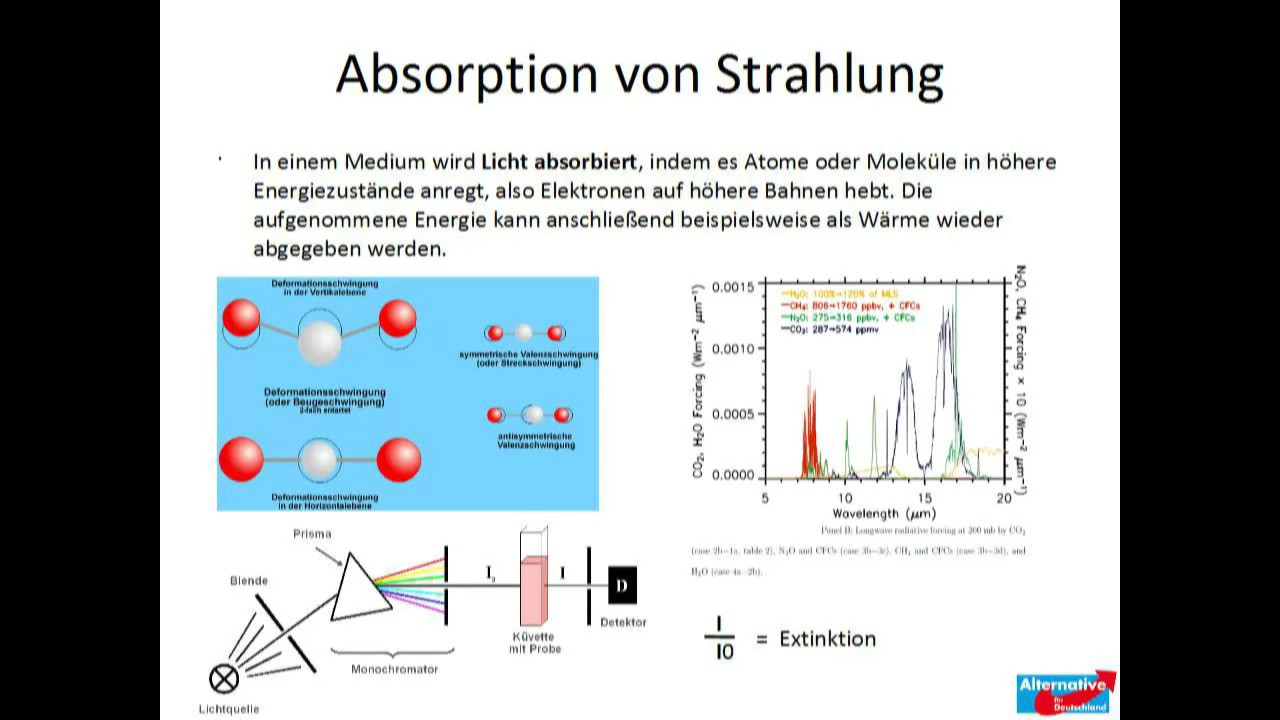 Absorption von Strahlung
In einem Medium wird Licht absorbiert, indem es Atome oder Moleküle in höhere
Energiezustände anregt, also Elektronen auf höhere Bahnen hebt. Die
aufgenommene Energie kann anschließend beispielsweise als Wärme wieder
abgegeben werden.
Deformationsschwingung
in der Vertikalebene
symmetrische Valenzschwingung
(oder Streckschwingung)
Deformationsschwingung
(oder Beugeschwingung)
2-fach entartet
antisymmetrische
Valenzschwingung
Deformationsschwingung
in der Horizontalebene
CO₂, H₂O Forcing (Wm⁻² μm⁻¹)
0.0015
0.0010
0.0005
0.0000
H₂O: 100%→120% of MLS
CH₄: 806→1760 ppbv, + CFCs
N₂O: 275→316 ppbv, + CFCs
CO₂: 287→574 ppmv
N₂O, CH₄ Forcing × 10 (Wm⁻² μm⁻¹)
5 10 15 20
Wavelength (μm)
Panel II: Longwave radiative forcing at 200 mb by CO₂
(case 2b−1a, table 2), N₂O and CFCs (case 3b−3c), CH₄ and CFCs (case 3b−3d), and
H₂O (case 4a−2b).
Prisma
Blende
Lichtquelle
Monochromator
I₀
I
Küvette
mit Probe
D
Detektor
I
I0
= Extinktion
Alternative
für
Deutschland